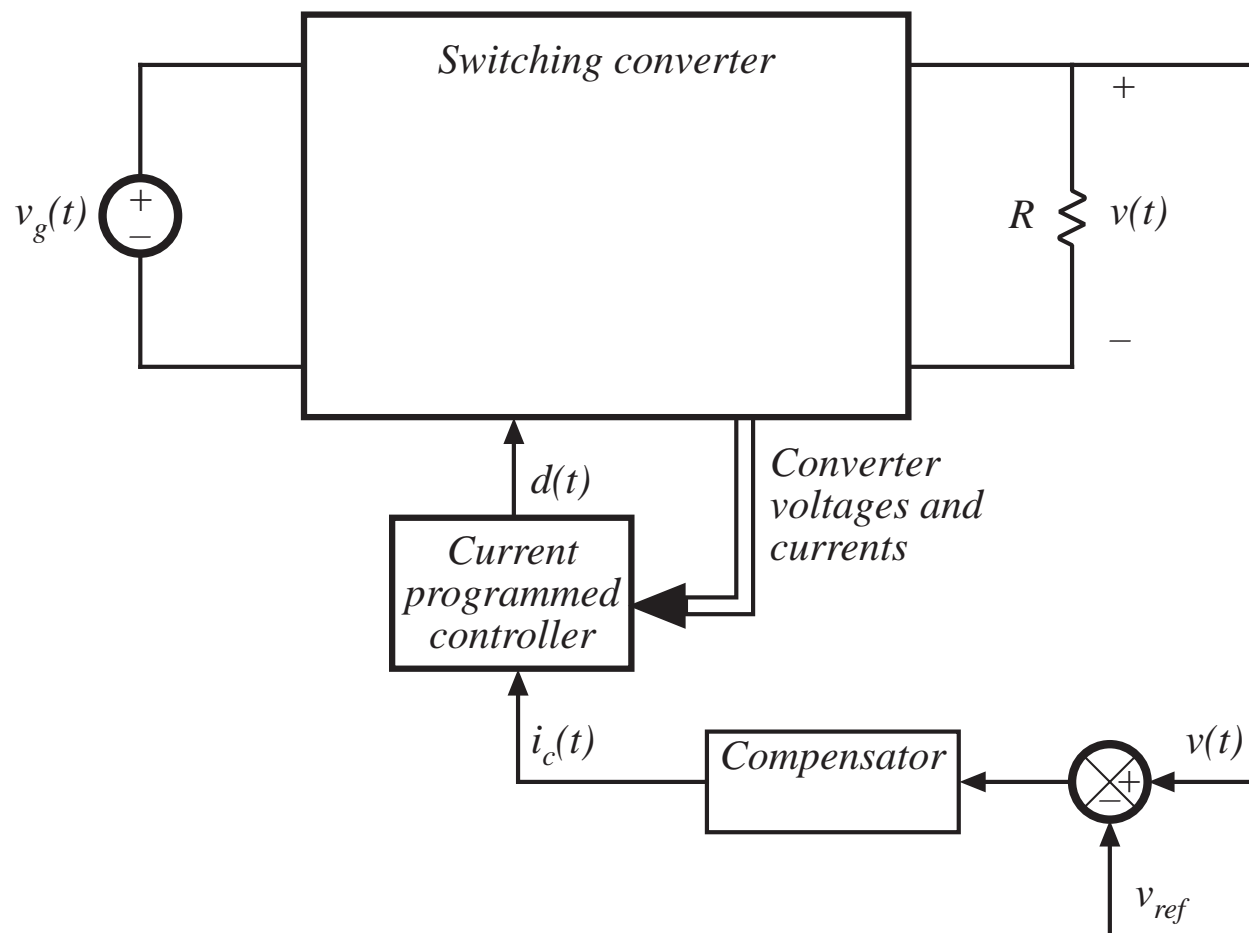 Switching converter
+
v_g(t)
+
–
R
v(t)
–
d(t)
Converter
voltages and
currents
Current
programmed
controller
i_c(t)
Compensator
v(t)
+
–
v_ref